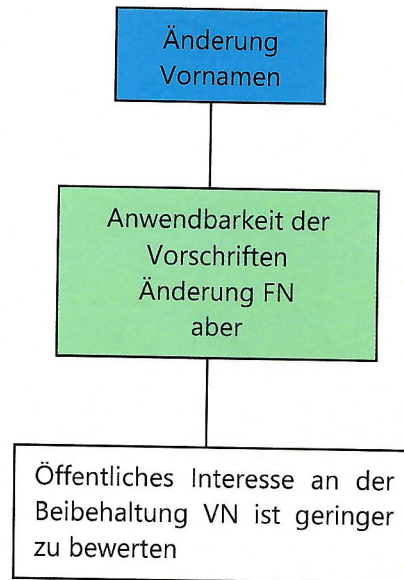 Änderung
Vornamen
Anwendbarkeit der
Vorschriften
Änderung FN
aber
Öffentliches Interesse an der
Beibehaltung VN ist geringer
zu bewerten